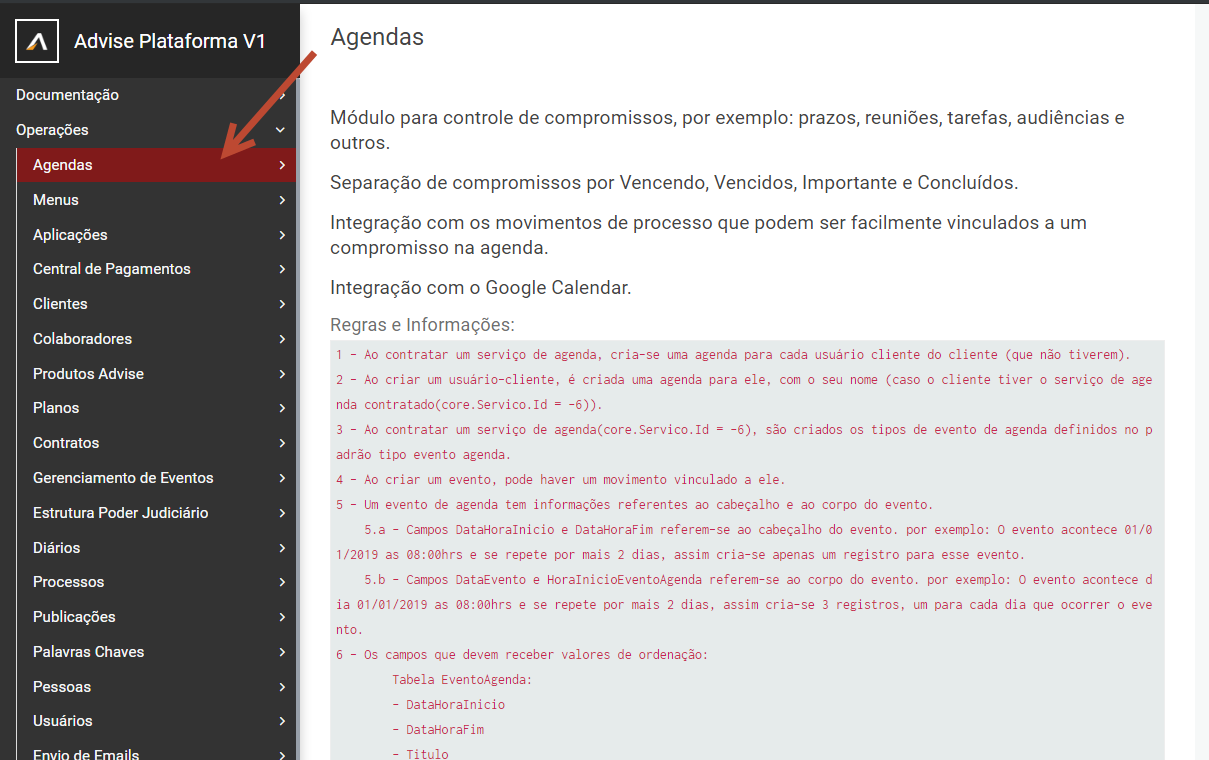 Advise Plataforma V1
Documentação
Operações
Agendas
Menus
Aplicações
Central de Pagamentos
Clientes
Colaboradores
Produtos Advise
Planos
Contratos
Gerenciamento de Eventos
Estrutura Poder Judiciário
Diários
Processos
Publicações
Palavras Chaves
Pessoas
Usuários
Envio de Emails
Agendas
Módulo para controle de compromissos, por exemplo: prazos, reuniões, tarefas, audiências e
outros.
Separação de compromissos por Vencendo, Vencidos, Importante e Concluídos.
Integração com os movimentos de processo que podem ser facilmente vinculados a um
compromisso na agenda.
Integração com o Google Calendar.
Regras e Informações:
1 - Ao contratar um serviço de agenda, cria-se uma agenda para cada usuário cliente do cliente (que não tiverem).
2 - Ao criar um usuário-cliente, é criada uma agenda para ele, com o seu nome (caso o cliente tiver o serviço de age
nda contratado(core.Servico.Id = -6)).
3 - Ao contratar um serviço de agenda(core.Servico.Id = -6), são criados os tipos de evento de agenda definidos no p
adrão tipo evento agenda.
4 - Ao criar um evento, pode haver um movimento vinculado a ele.
5 - Um evento de agenda tem informações referentes ao cabeçalho e ao corpo do evento.
5.a - Campos DataHoraInicio e DataHoraFim referem-se ao cabeçalho do evento. por exemplo: O evento acontece 01/0
1/2019 as 08:00hrs e se repete por mais 2 dias, assim cria-se apenas um registro para esse evento.
5.b - Campos DataEvento e HoraInicioEventoAgenda referem-se ao corpo do evento. por exemplo: O evento acontece d
ia 01/01/2019 as 08:00hrs e se repete por mais 2 dias, assim cria-se 3 registros, um para cada dia que ocorrer o eve
nto.
6 - Os campos que devem receber valores de ordenação:
Tabela EventoAgenda:
- DataHoraInicio
- DataHoraFim
- Titulo